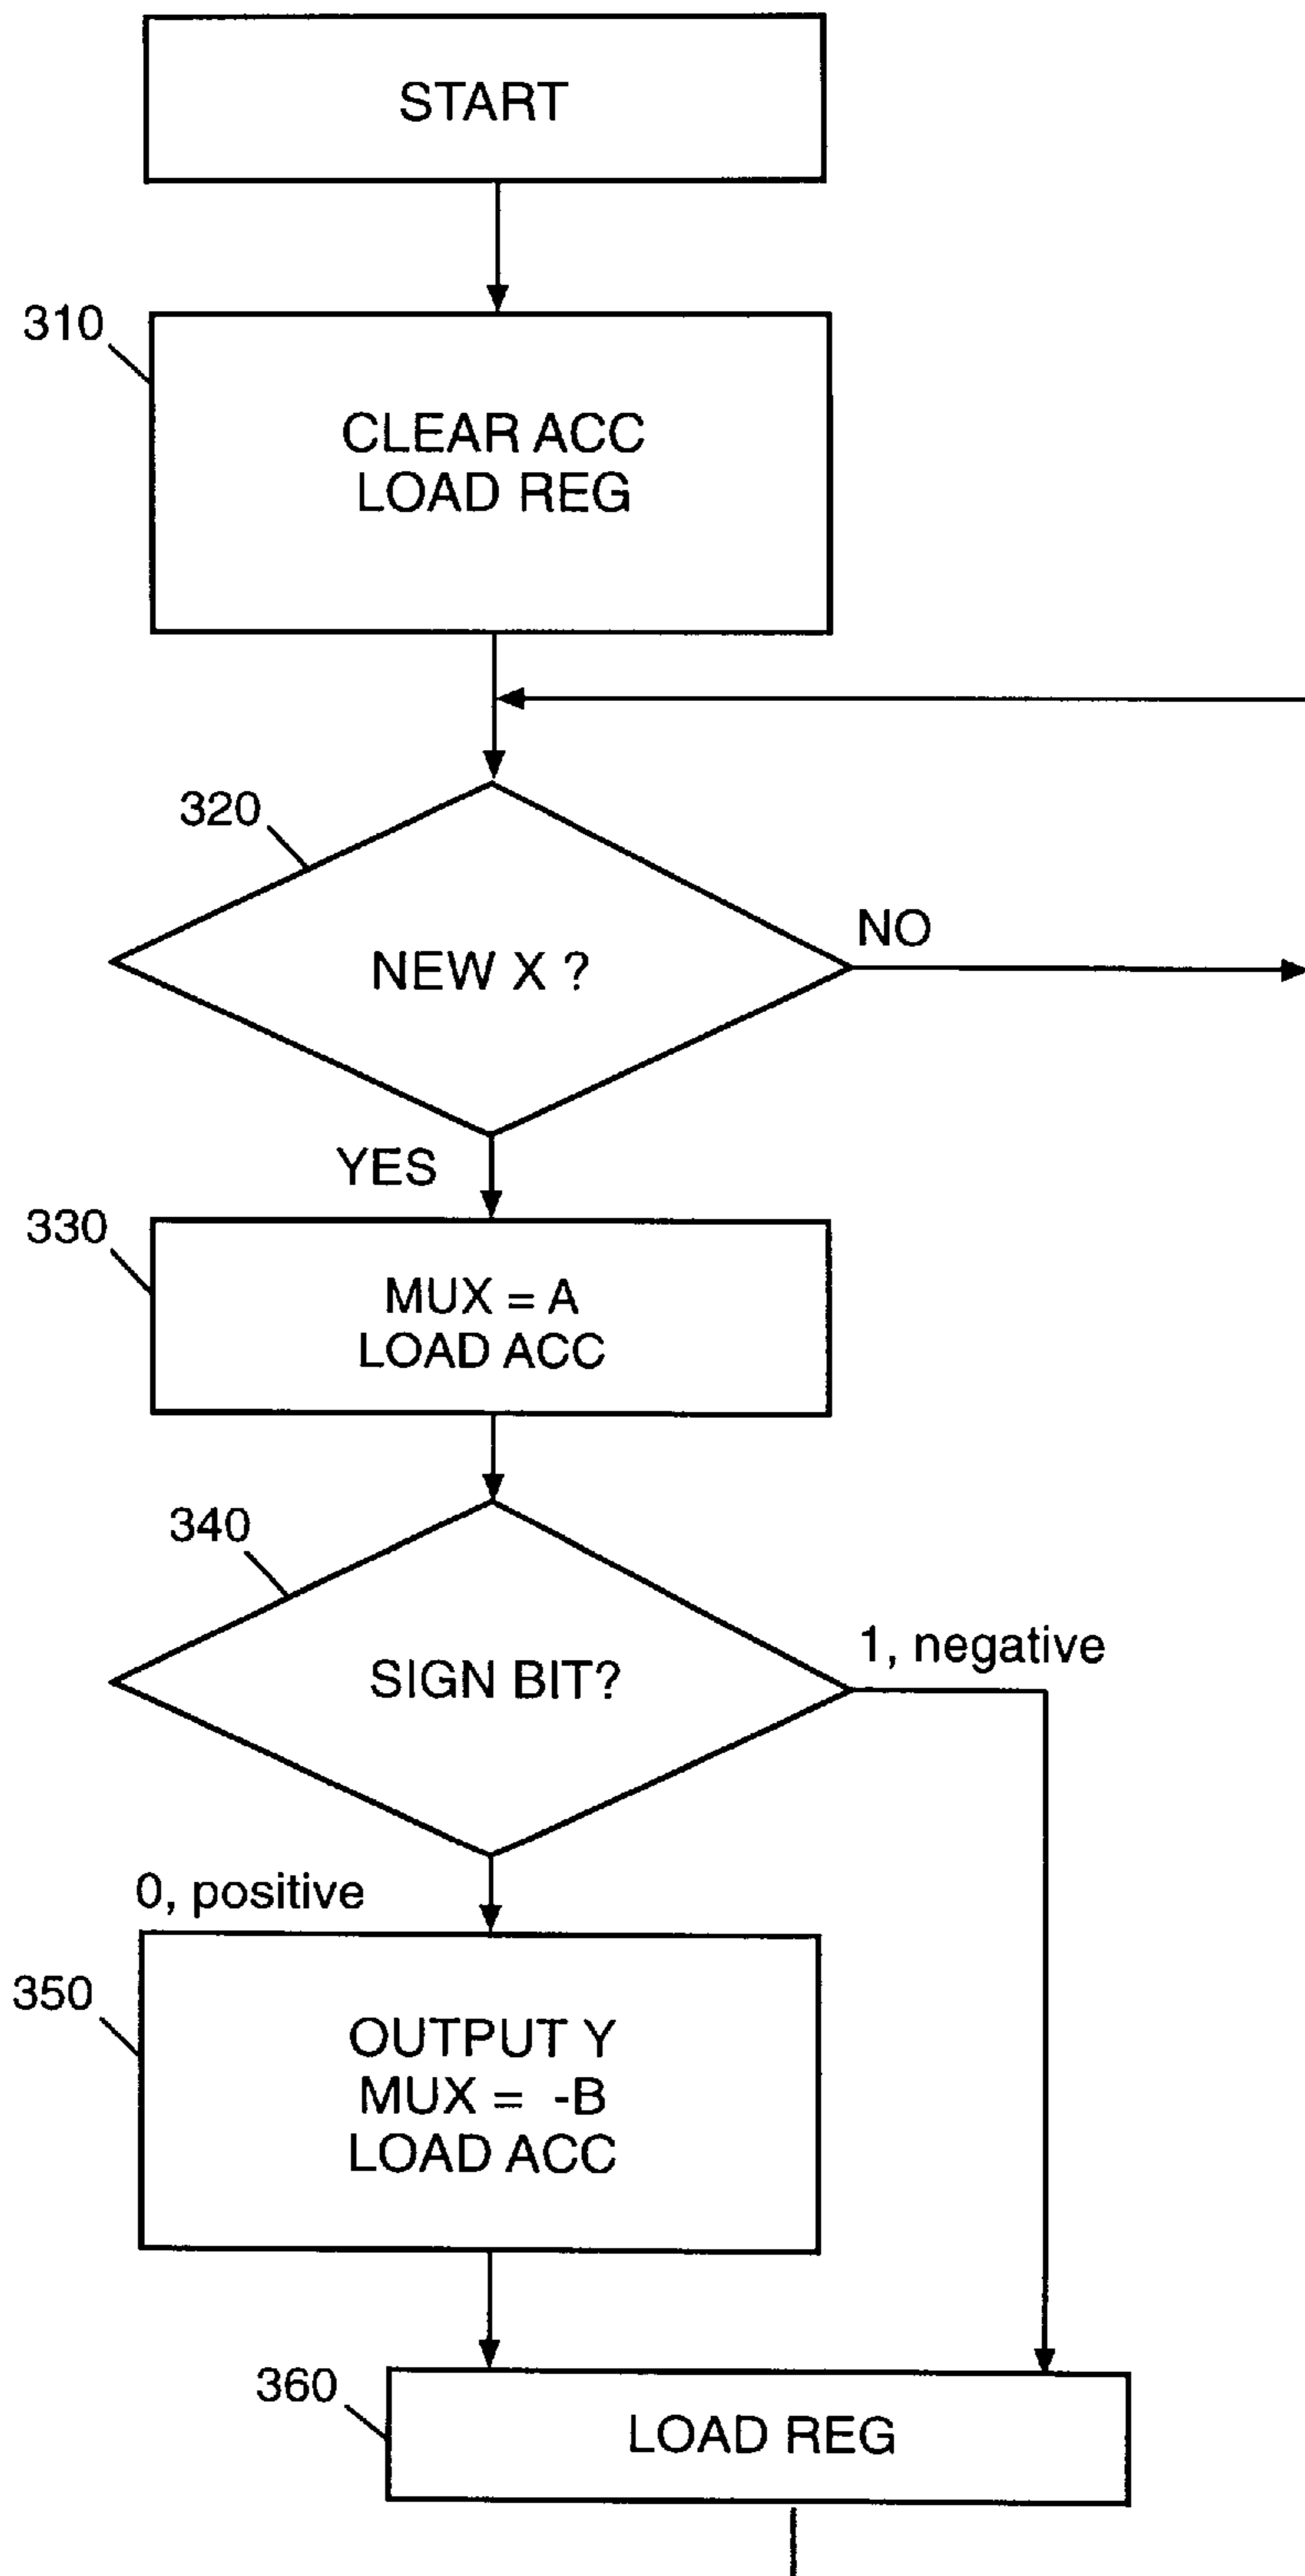 START
310
CLEAR ACC
LOAD REG
320
NEW X ?
NO
YES
330
MUX = A
LOAD ACC
340
SIGN BIT?
1, negative
0, positive
350
OUTPUT Y
MUX = -B
LOAD ACC
360
LOAD REG